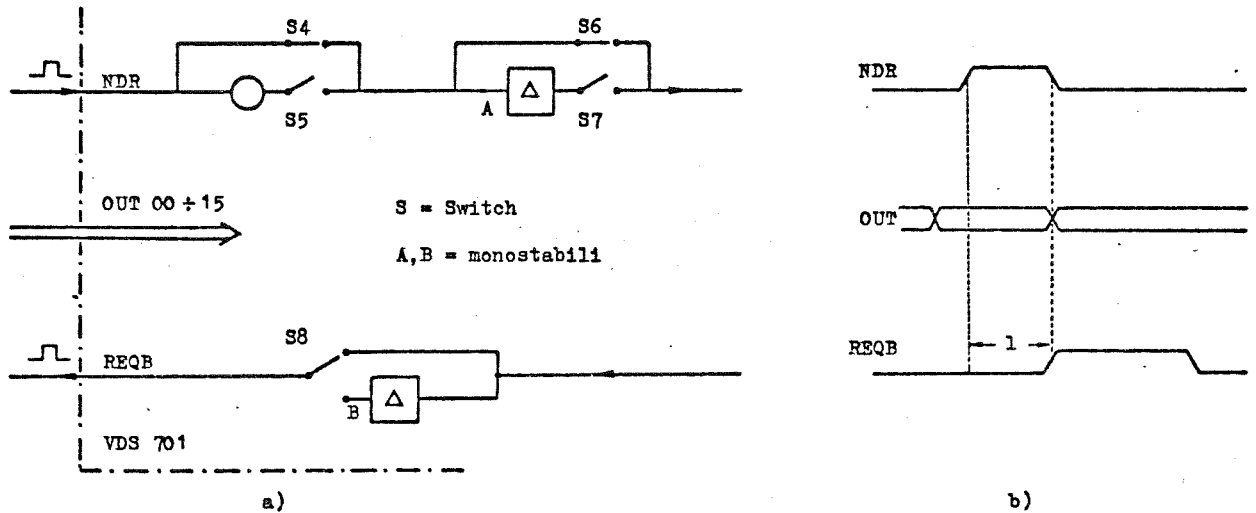 S4
S6
NDR
A
Δ
S5
S7
OUT 00 ÷ 15
S = Switch
A,B = monostabili
S8
REQB
B
Δ
VDS 701
a)
NDR
OUT
1
REQB
b)